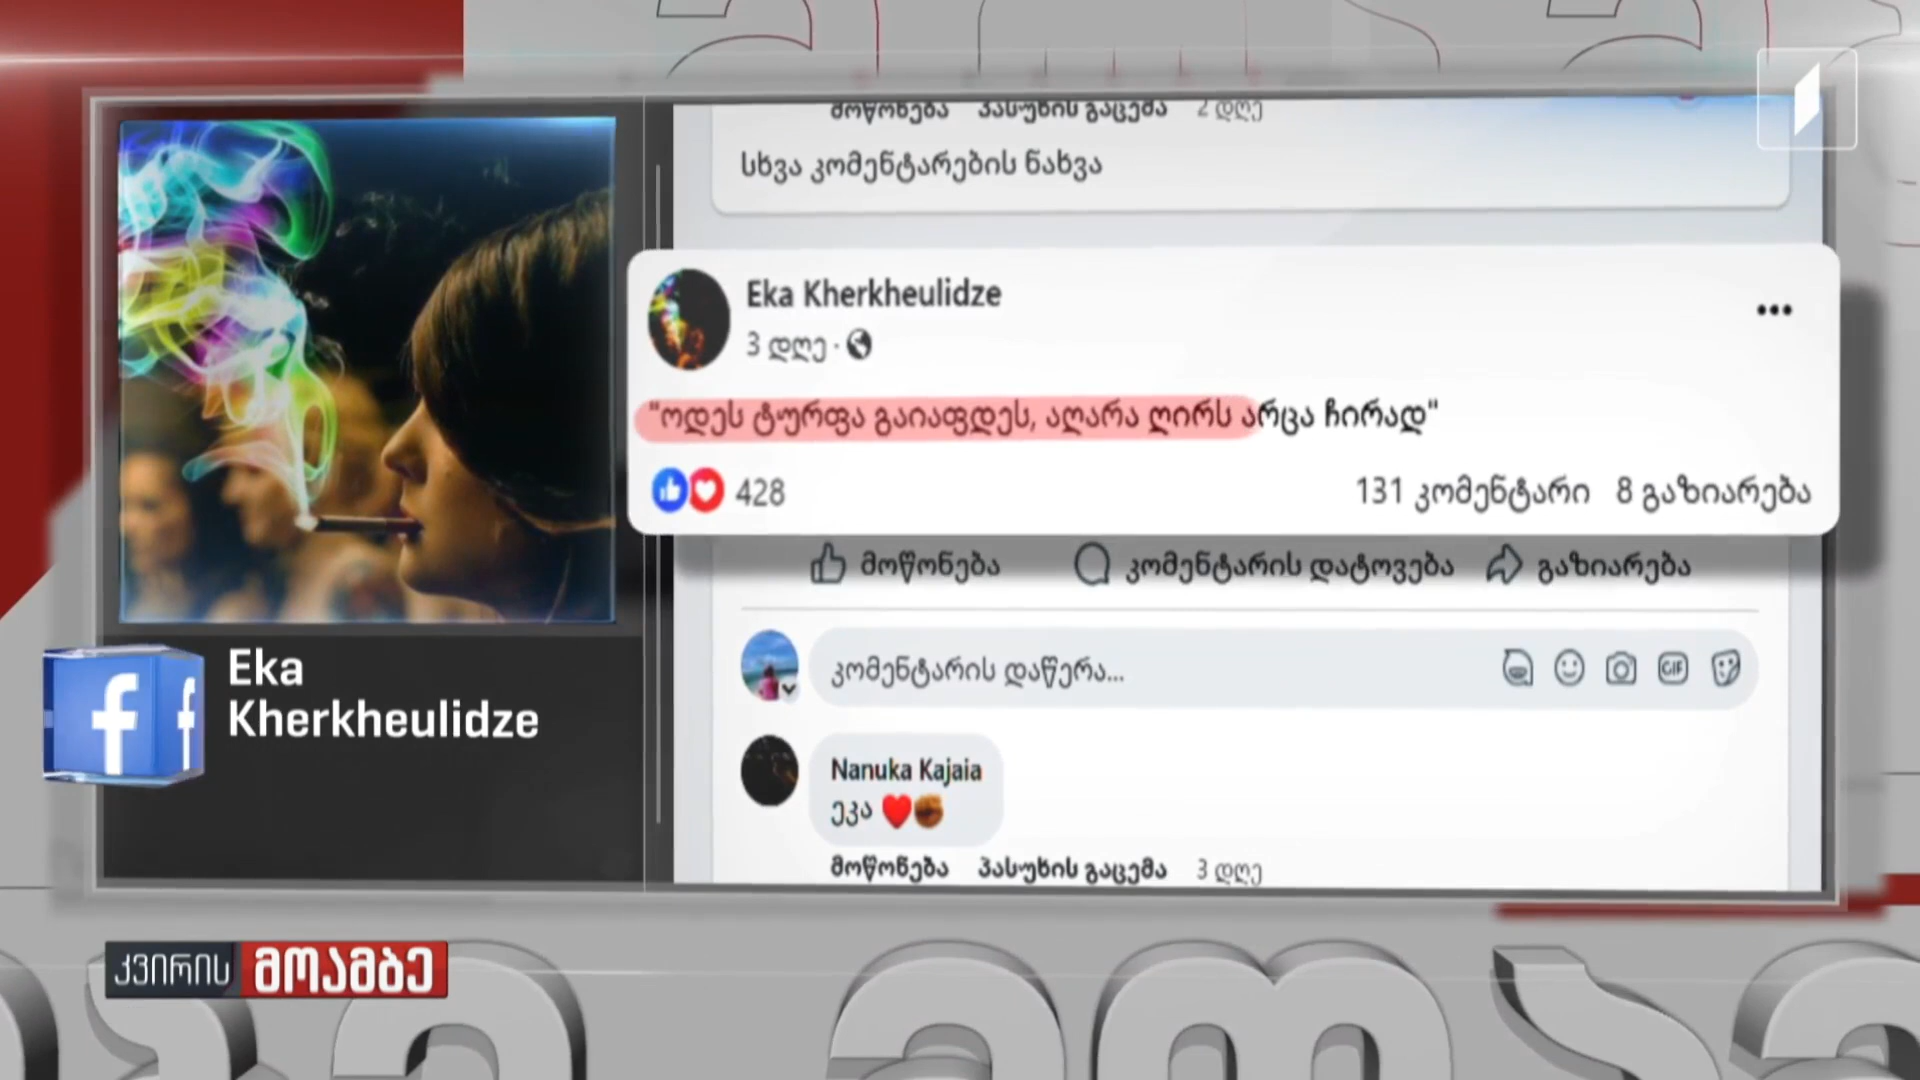 მოწონება პასუხის გაცემა 2 დღე
სხვა კომენტარების ნახვა
Eka Kherkheulidze
3 დღე ·
"ოდეს ტურფა გაიაფდეს, აღარა ღირს არცა ჩირად"
428
131 კომენტარი 8 გაზიარება
მოწონება კომენტარის დატოვება გაზიარება
კომენტარის დაწერა...
GIF
Nanuka Kajaia
ეკა
მოწონება პასუხის გაცემა 3 დღე
Eka
Kherkheulidze
კვირის მოამბე